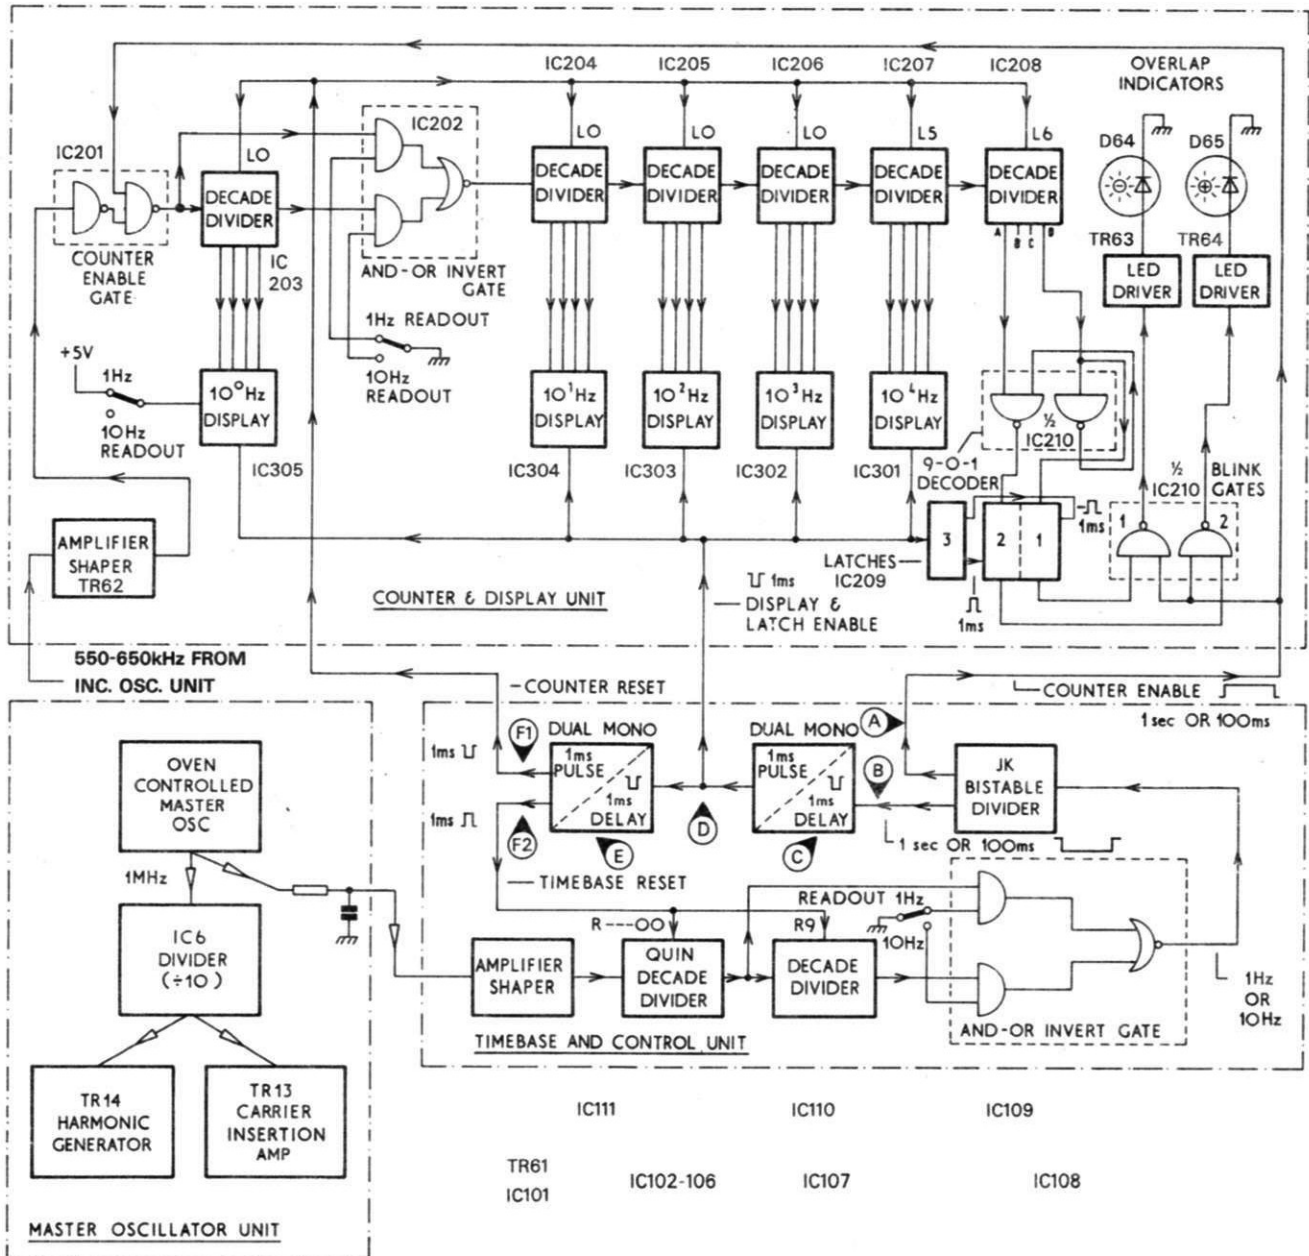 IC204
IC205
IC206
IC207
IC208
OVERLAP
INDICATORS
IC201
LO
IC202
LO
LO
LO
L5
L6
D64
D65
DECADE
DIVIDER
DECADE
DIVIDER
DECADE
DIVIDER
DECADE
DIVIDER
DECADE
DIVIDER
DECADE
DIVIDER
A
B
C
D
TR63
TR64
COUNTER
ENABLE
GATE
IC
203
AND-OR INVERT
GATE
LED
DRIVER
LED
DRIVER
1Hz READOUT
10Hz
READOUT
+5V
1Hz
10Hz
READOUT
10⁰Hz
DISPLAY
10¹Hz
DISPLAY
10²Hz
DISPLAY
10³Hz
DISPLAY
10⁴Hz
DISPLAY
½
IC210
IC305
IC304
IC303
IC302
IC301
9-0-1
DECODER
½
IC210
BLINK
GATES
AMPLIFIER
SHAPER
TR62
3
2
1
1ms
1
2
LATCHES
IC209
1ms
1ms
DISPLAY &
LATCH ENABLE
COUNTER & DISPLAY UNIT
550-650kHz FROM
INC. OSC. UNIT
COUNTER RESET
COUNTER ENABLE
1 sec OR 100ms
OVEN
CONTROLLED
MASTER
OSC
1ms
F1
DUAL MONO
1ms
PULSE
1ms
DELAY
DUAL MONO
1ms
PULSE
1ms
DELAY
A
B
JK
BISTABLE
DIVIDER
1ms
F2
E
D
C
1 sec OR 100ms
1MHz
TIMEBASE RESET
READOUT 1Hz
10Hz
R---00
R9
IC6
DIVIDER
(÷10)
AMPLIFIER
SHAPER
QUIN
DECADE
DIVIDER
DECADE
DIVIDER
1Hz
OR
10Hz
AND-OR INVERT GATE
TIMEBASE AND CONTROL UNIT
TR14
HARMONIC
GENERATOR
TR13
CARRIER
INSERTION
AMP
IC111
IC110
IC109
TR61
IC101
IC102-106
IC107
IC108
MASTER OSCILLATOR UNIT